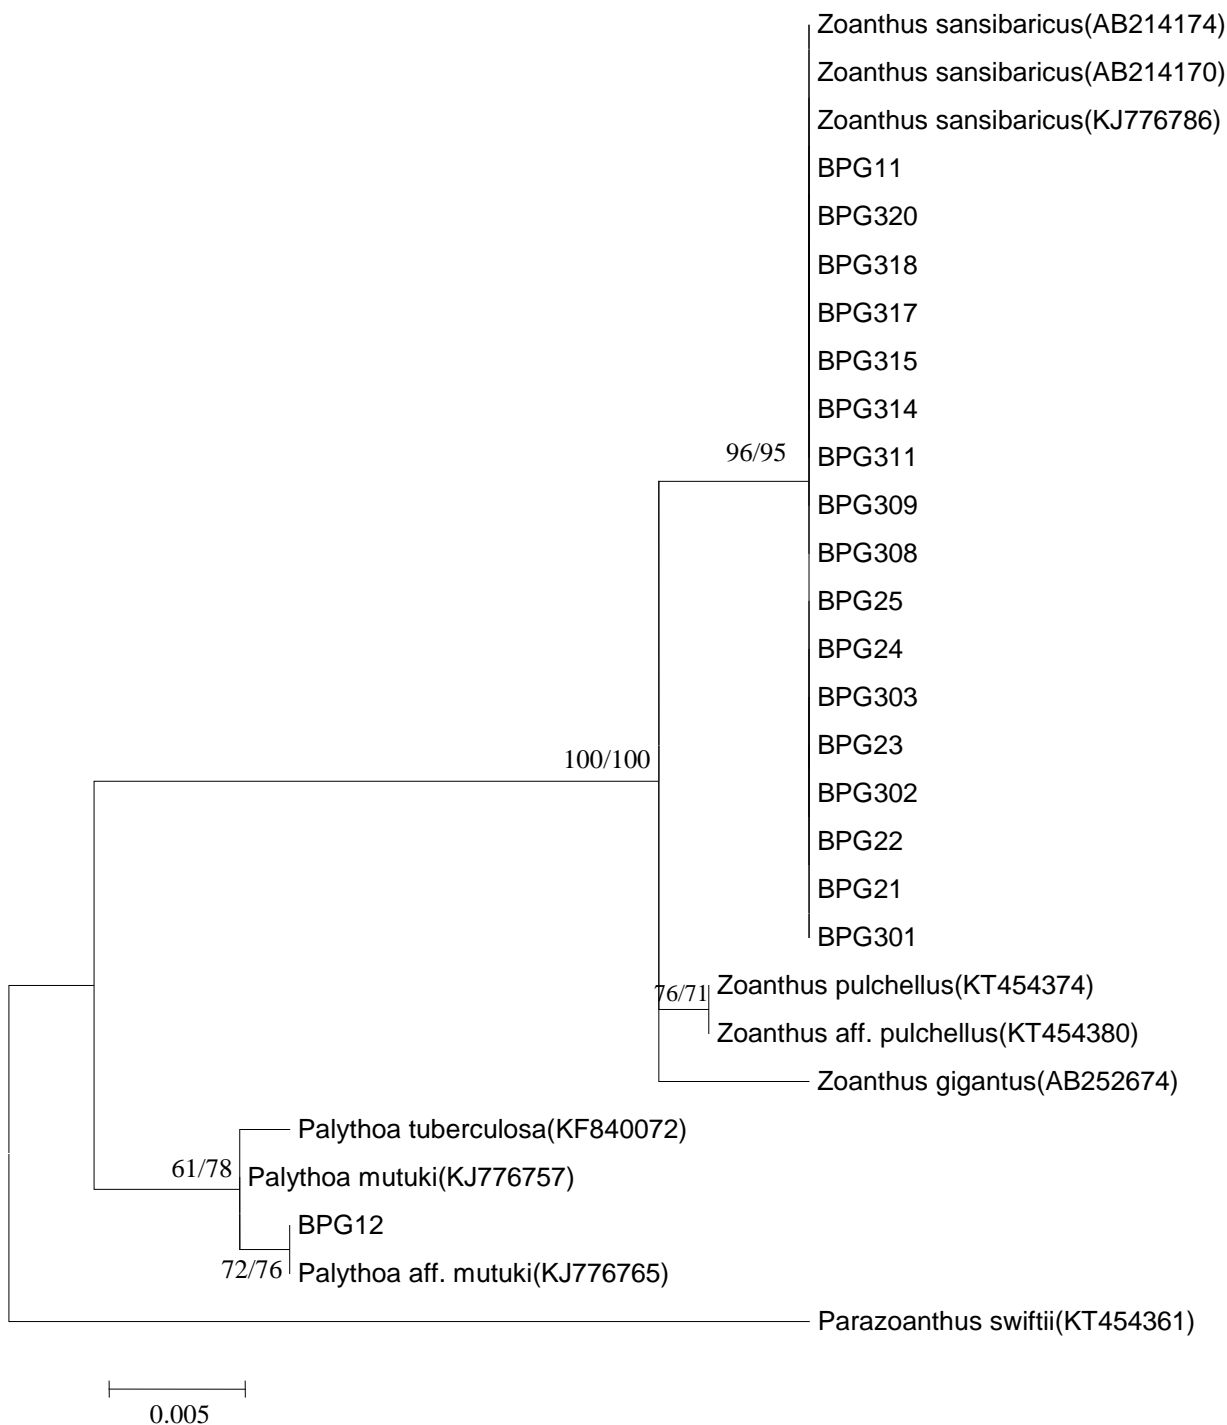 Zoanthus sansibaricus(AB214174)
Zoanthus sansibaricus(AB214170)
Zoanthus sansibaricus(KJ776786)
BPG11
BPG320
BPG318
BPG317
BPG315
BPG314
BPG311
96/95
BPG309
BPG308
BPG25
BPG24
BPG303
BPG23
100/100
BPG302
BPG22
BPG21
BPG301
Zoanthus pulchellus(KT454374)
76/71
Zoanthus aff. pulchellus(KT454380)
Zoanthus gigantus(AB252674)
Palythoa tuberculosa(KF840072)
61/78
Palythoa mutuki(KJ776757)
BPG12
72/76
Palythoa aff. mutuki(KJ776765)
Parazoanthus swiftii(KT454361)
0.005